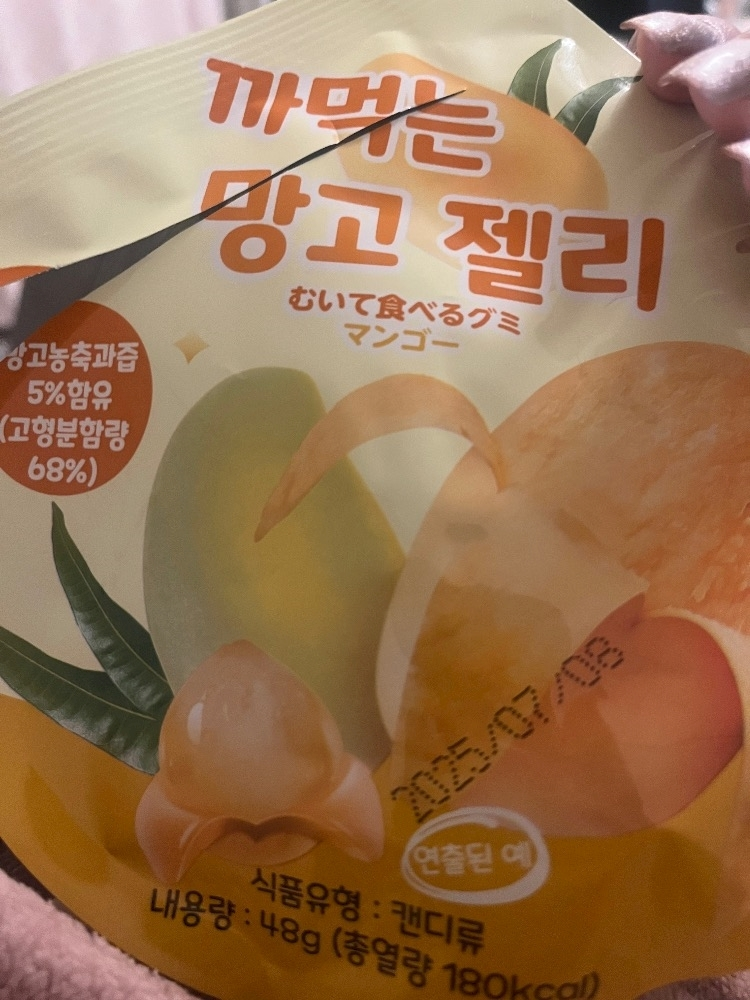 까먹는
망고 젤리
むいて食べるグミ
マンゴー
망고농축과즙
5%함유
(고형분함량
68%)
2025/07/08
연출된 예
식품유형 : 캔디류
내용량 : 48g (총열량 180kcal)